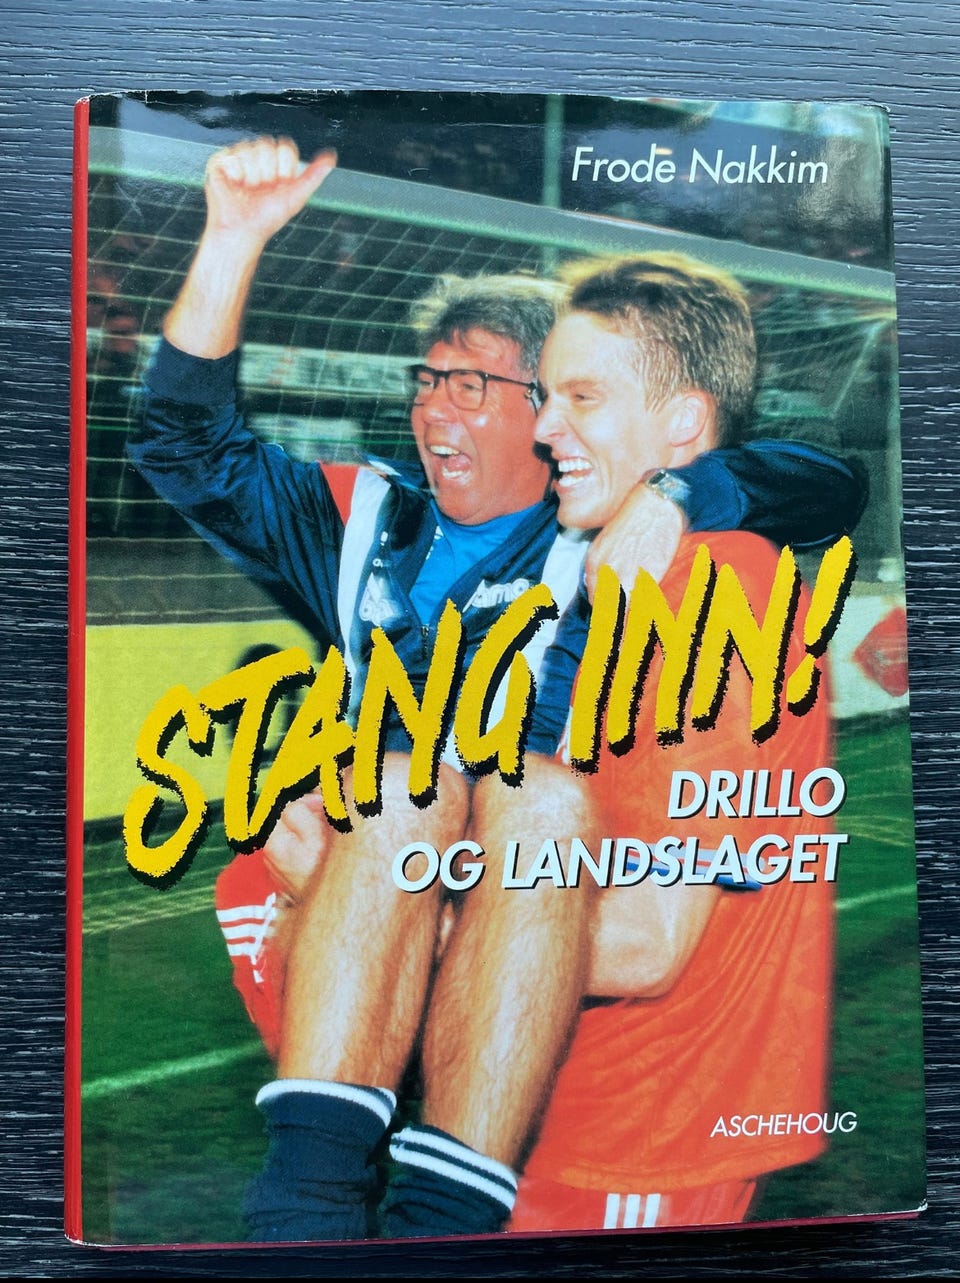 Frode Nakkim
STANG INN!
DRILLO
OG LANDSLAGET
ASCHEHOUG